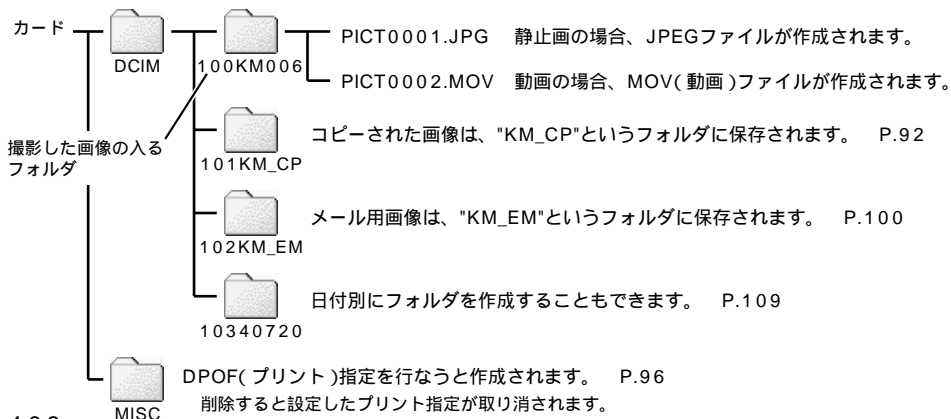 カード
DCIM
100KM006
PICT0001.JPG 静止画の場合、JPEGファイルが作成されます。
PICT0002.MOV 動画の場合、MOV(動画)ファイルが作成されます。
撮影した画像の入る
フォルダ
101KM_CP
コピーされた画像は、"KM_CP"というフォルダに保存されます。 P.92
102KM_EM
メール用画像は、"KM_EM"というフォルダに保存されます。 P.100
10340720
日付別にフォルダを作成することもできます。 P.109
MISC
DPOF(プリント)指定を行なうと作成されます。 P.96
削除すると設定したプリント指定が取り消されます。